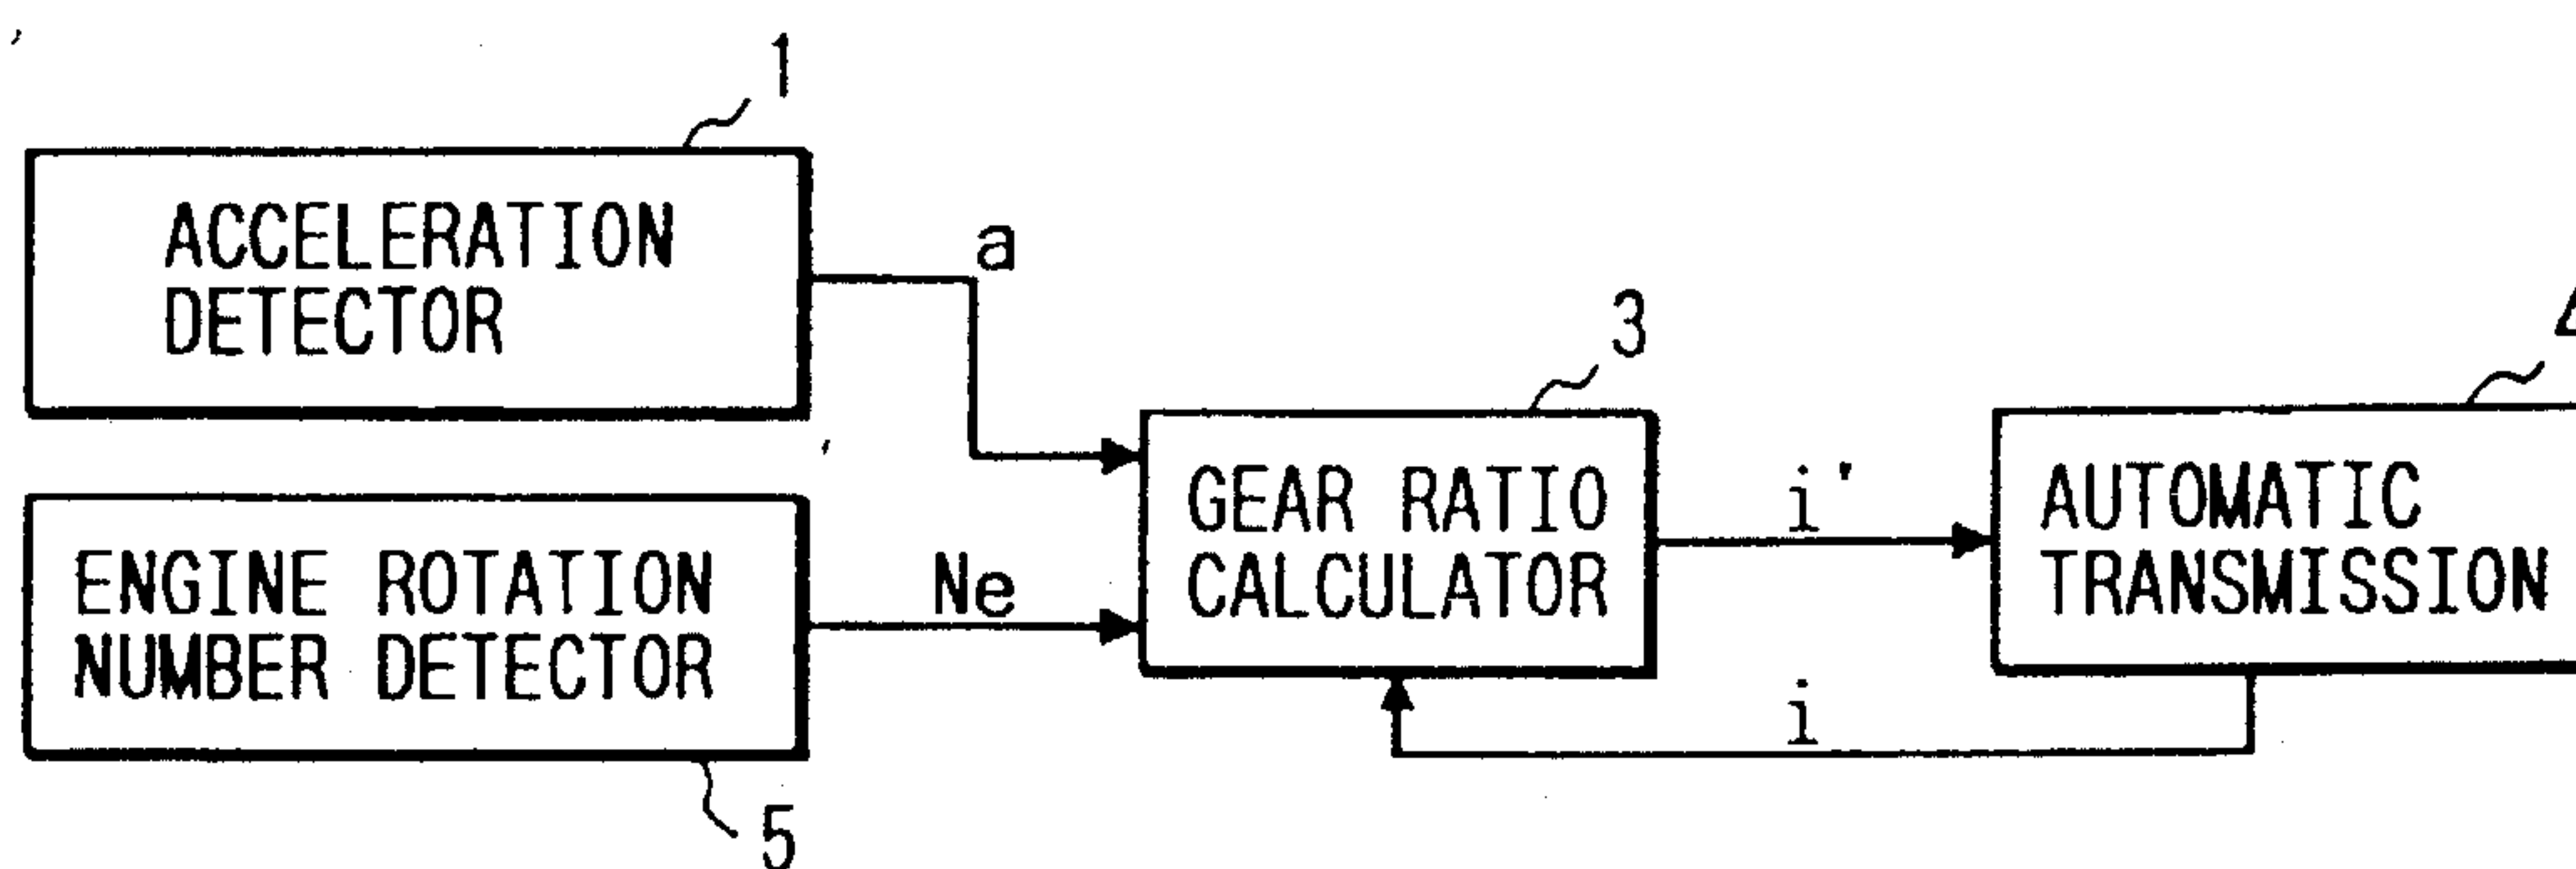 1
ACCELERATION
DETECTOR
a
3
GEAR RATIO
CALCULATOR
i'
AUTOMATIC
TRANSMISSION
ENGINE ROTATION
NUMBER DETECTOR
Ne
i
5